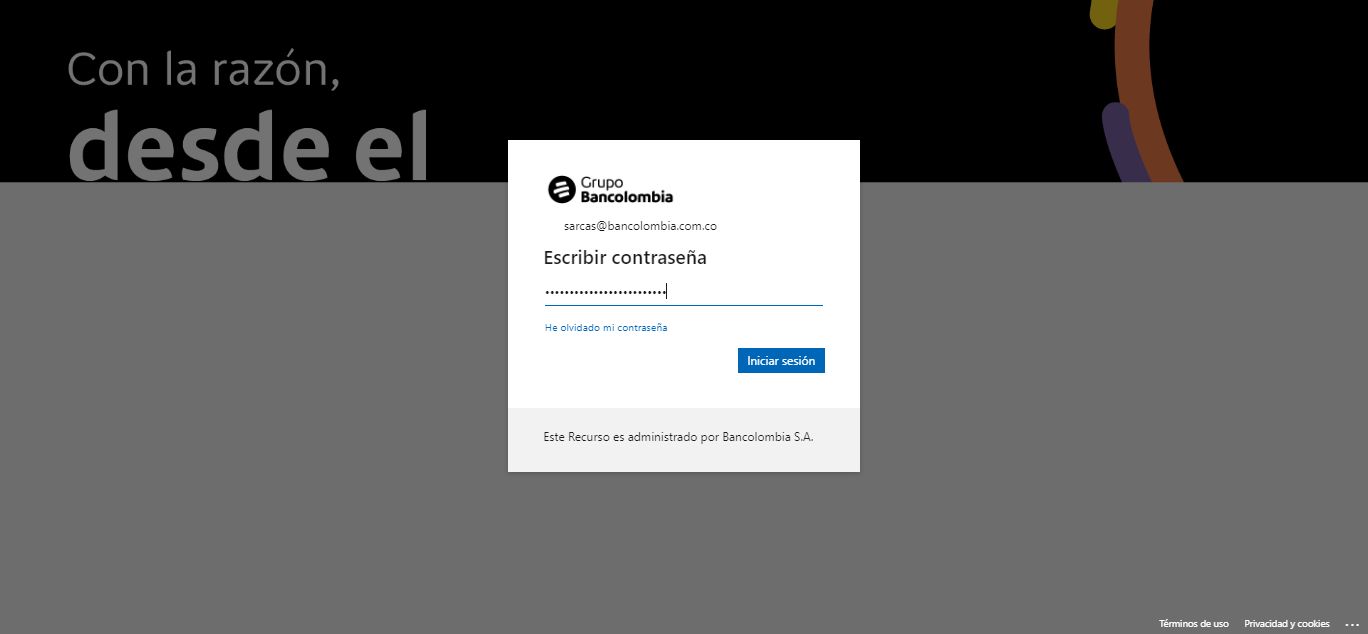 Con la razón,
desde el
Grupo
Bancolombia
sarcas@bancolombia.com.co
Escribir contraseña
•••••••••••••••••••••••••
He olvidado mi contraseña
Iniciar sesión
Este Recurso es administrado por Bancolombia S.A.
Términos de uso Privacidad y cookies ...